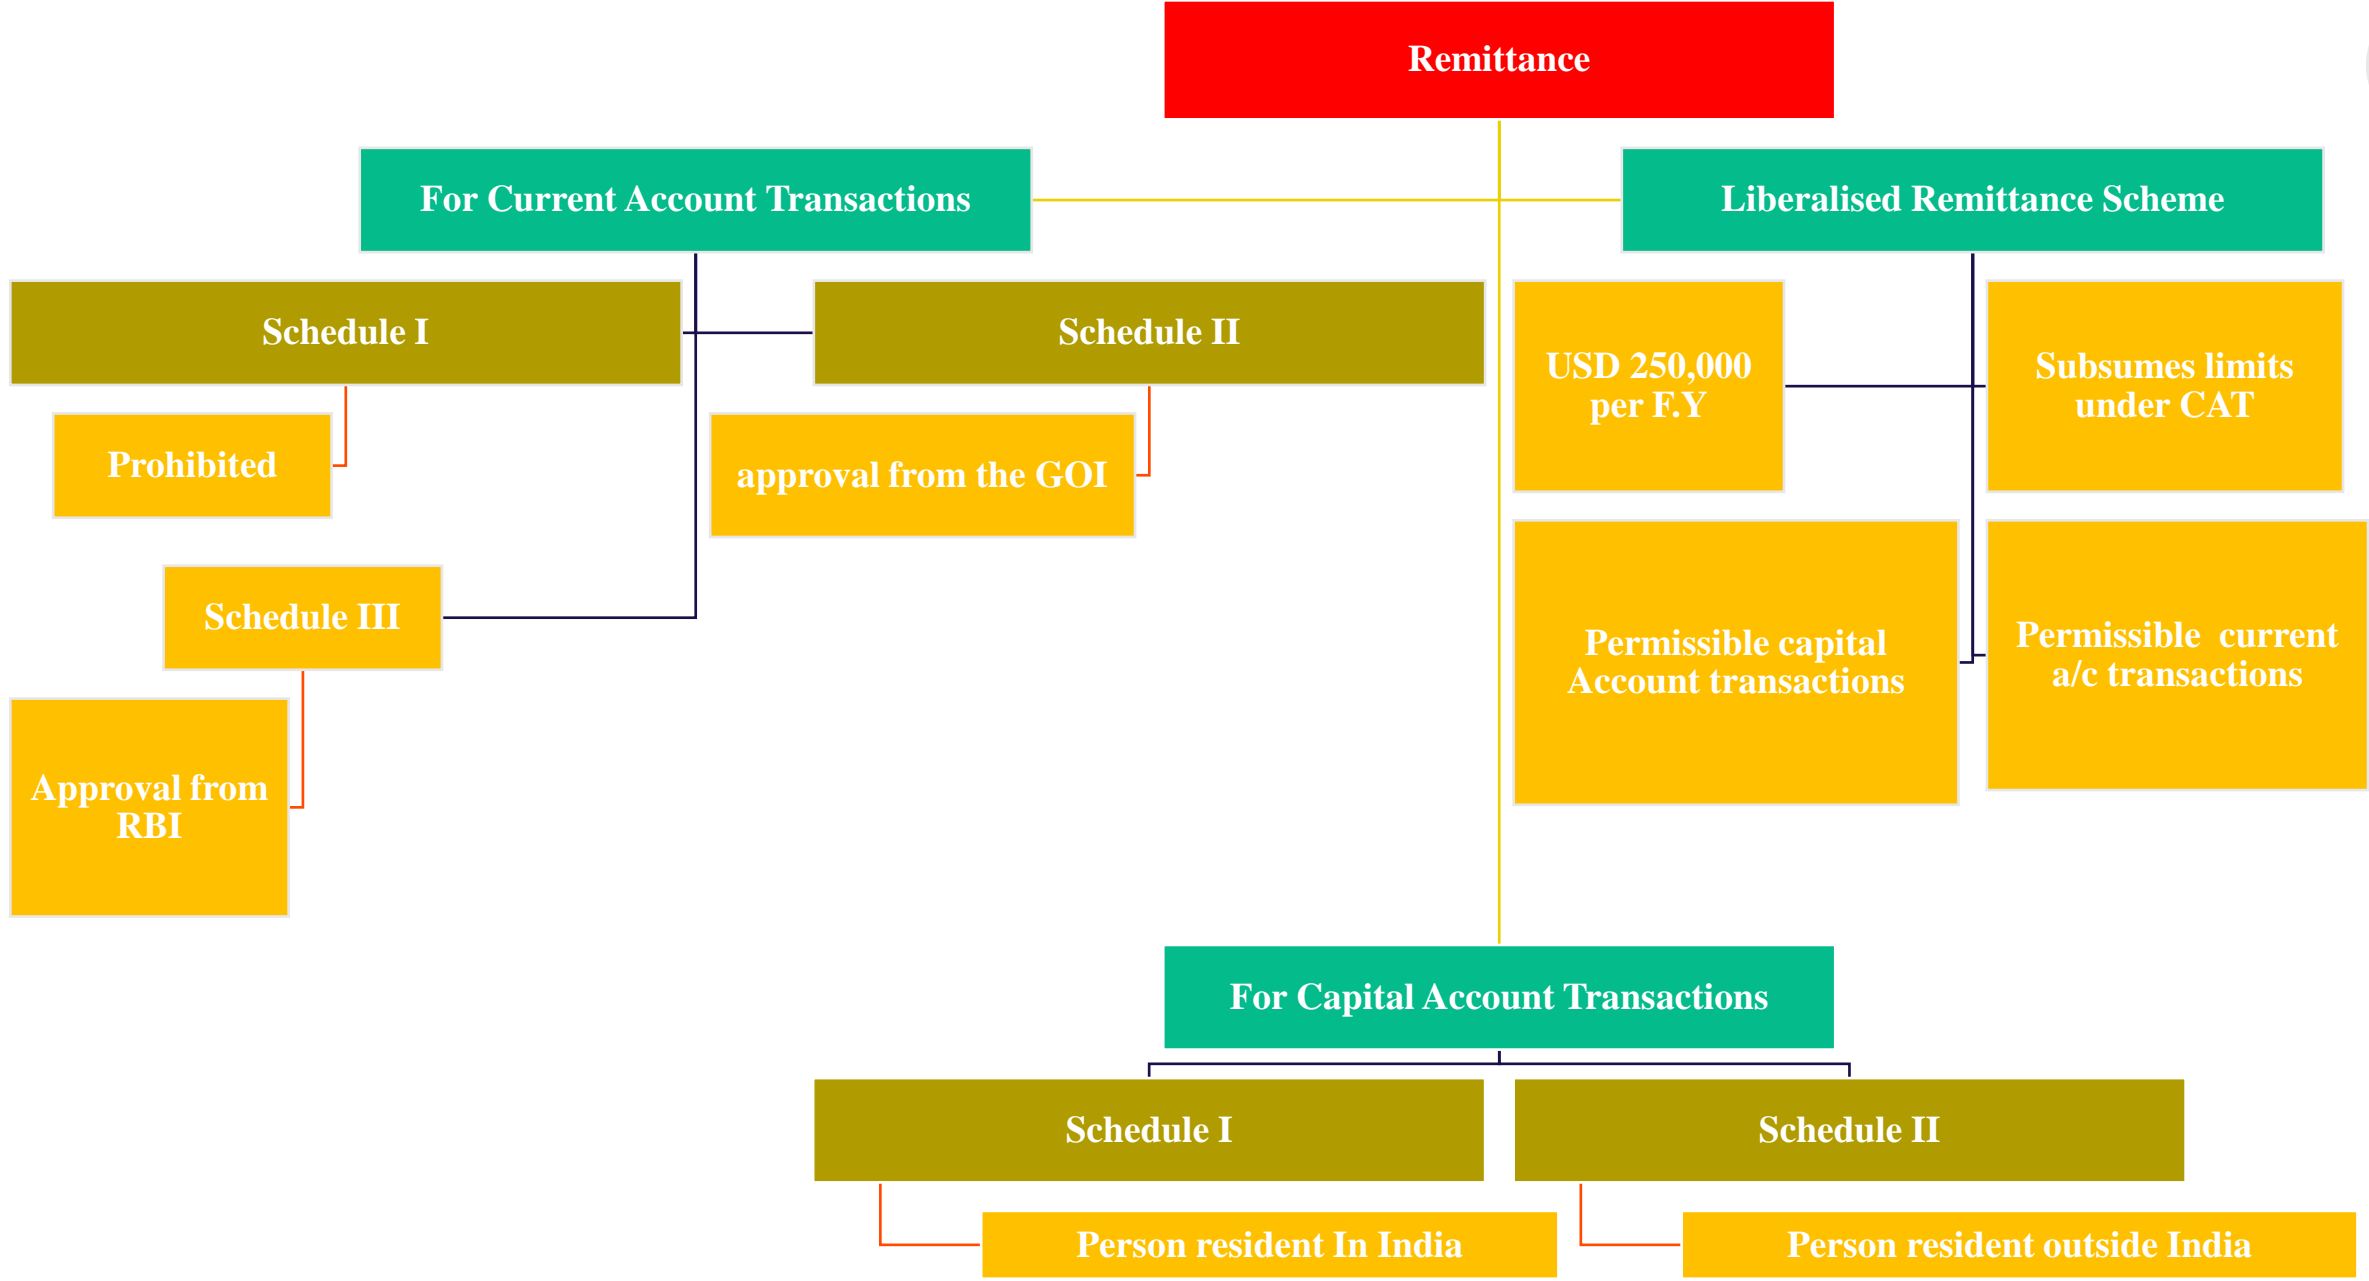 Remittance
For Current Account Transactions
Liberalised Remittance Scheme
Schedule I
Schedule II
USD 250,000
per F.Y
Subsumes limits
under CAT
Prohibited
approval from the GOI
Schedule III
Permissible capital
Account transactions
Permissible  current
a/c transactions
Approval from
RBI
For Capital Account Transactions
Schedule I
Schedule II
Person resident In India
Person resident outside India